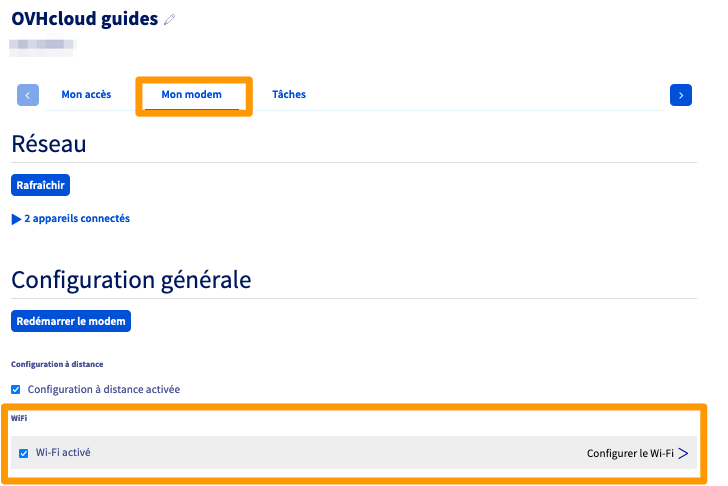 OVHcloud guides
Mon accès
Mon modem
Tâches
Réseau
Rafraîchir
2 appareils connectés
Configuration générale
Redémarrer le modem
Configuration à distance
Configuration à distance activée
WiFi
Wi-Fi activé
Configurer le Wi-Fi